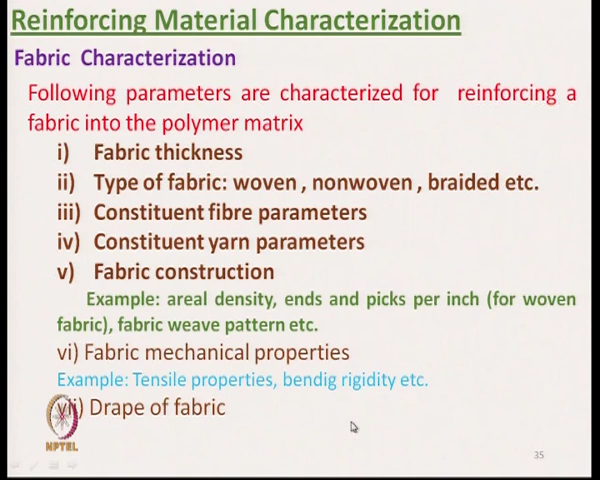 Reinforcing Material Characterization
Fabric Characterization
Following parameters are characterized for reinforcing a
fabric into the polymer matrix
i) Fabric thickness
ii) Type of fabric: woven , nonwoven , braided etc.
iii) Constituent fibre parameters
iv) Constituent yarn parameters
v) Fabric construction
Example: areal density, ends and picks per inch (for woven
fabric), fabric weave pattern etc.
vi) Fabric mechanical properties
Example: Tensile properties, bendig rigidity etc.
vii) Drape of fabric
NPTEL
35